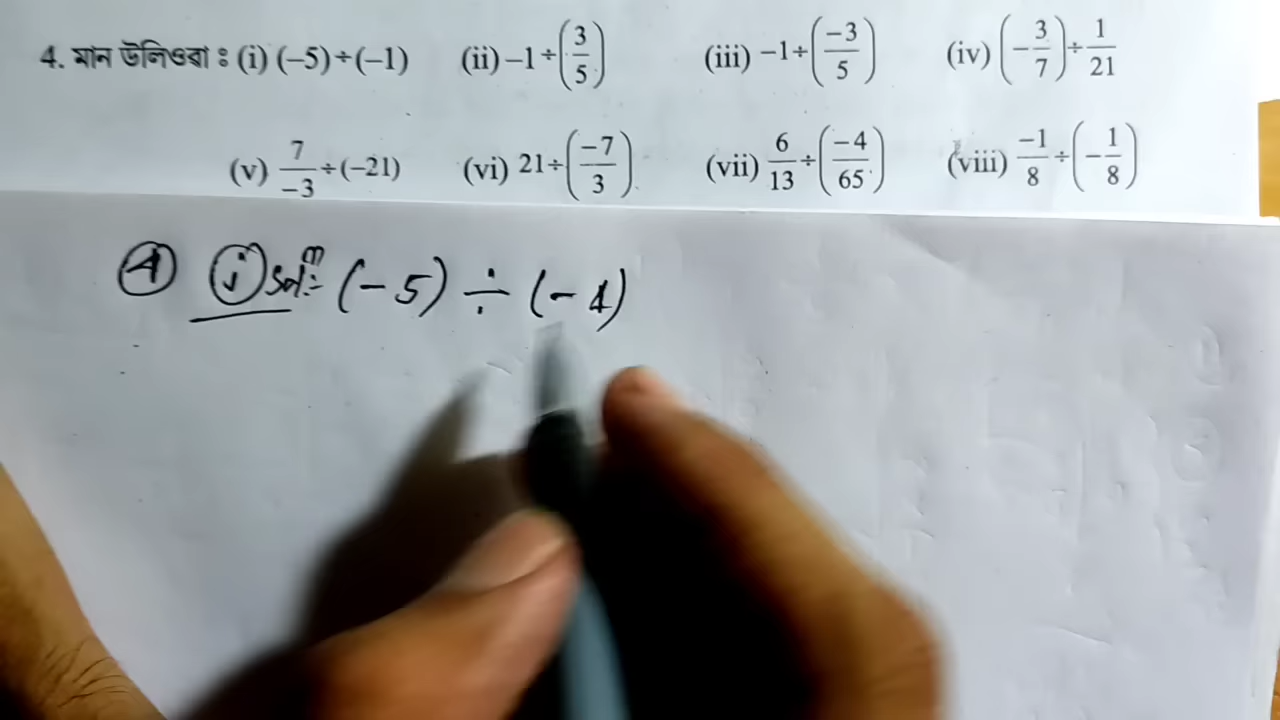 4. মান উলিওৱা : (i) (−5)÷(−1) (ii) −1÷(3/5) (iii) −1÷(−3/5) (iv) (−3/7)÷1/21
(v) 7/−3÷(−21) (vi) 21÷(−7/3) (vii) 6/13÷(−4/65) (viii) −1/8÷(−1/8)
4 (i) Solⁿ:- (−5) ÷ (−1)